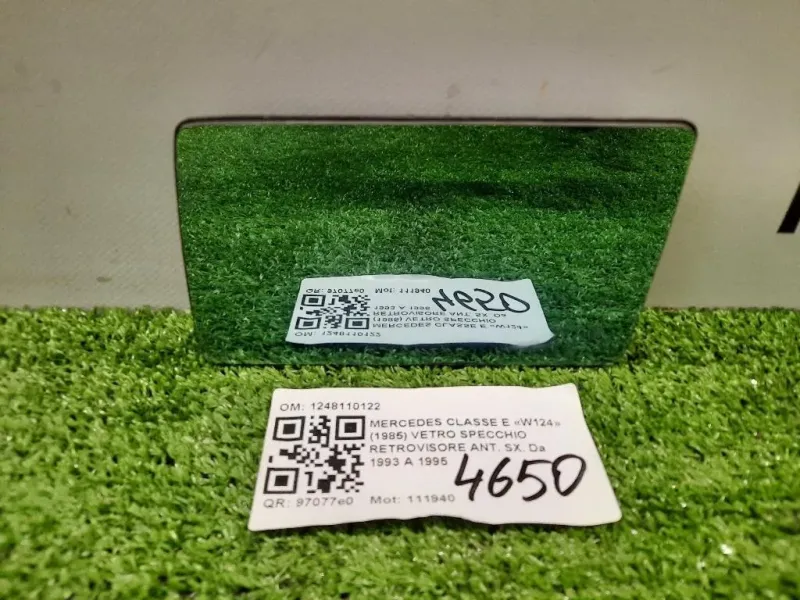 OM: 1248110122
MERCEDES CLASSE E «W124»
(1985) VETRO SPECCHIO
RETROVISORE ANT. SX. Da
1993 A 1995
4650
QR: 97077e0 Mot: 111940